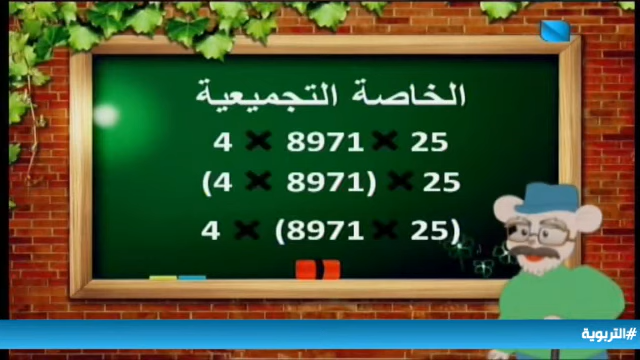 الخاصة التجميعية
4 × 8971 × 25
(4 × 8971) × 25
4 × (8971 × 25)
#التربوية